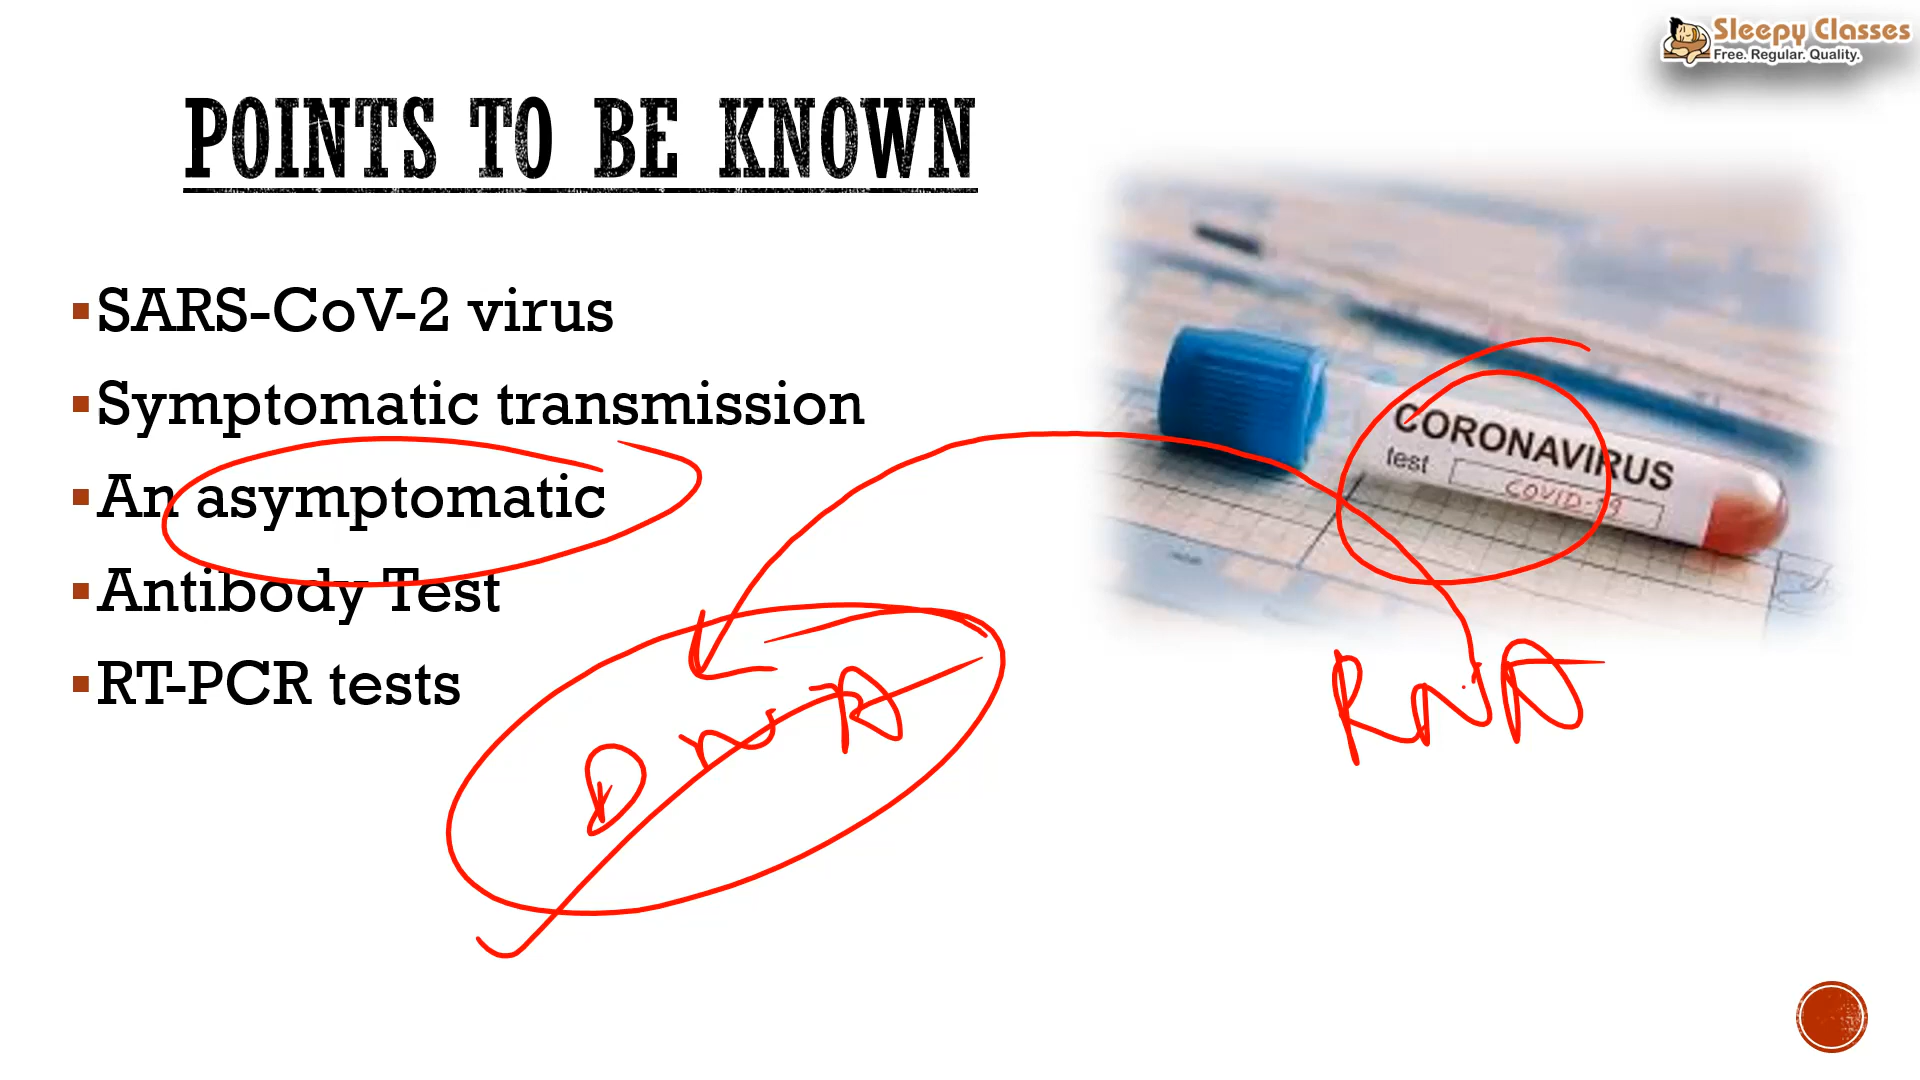 Sleepy Classes
Free. Regular. Quality.
POINTS TO BE KNOWN
SARS-CoV-2 virus
Symptomatic transmission
An asymptomatic
Antibody Test
RT-PCR tests
CORONAVIRUS
test COVID-19
DNA
RNA